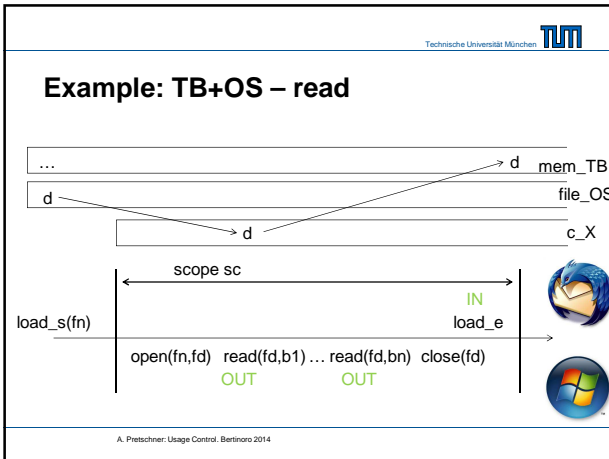 Technische Universität München TUM
Example: TB+OS – read
… d mem_TB
d file_OS
d c_X
scope sc
IN
load_s(fn) load_e
open(fn,fd) read(fd,b1) … read(fd,bn) close(fd)
OUT OUT
A. Pretschner: Usage Control. Bertinoro 2014